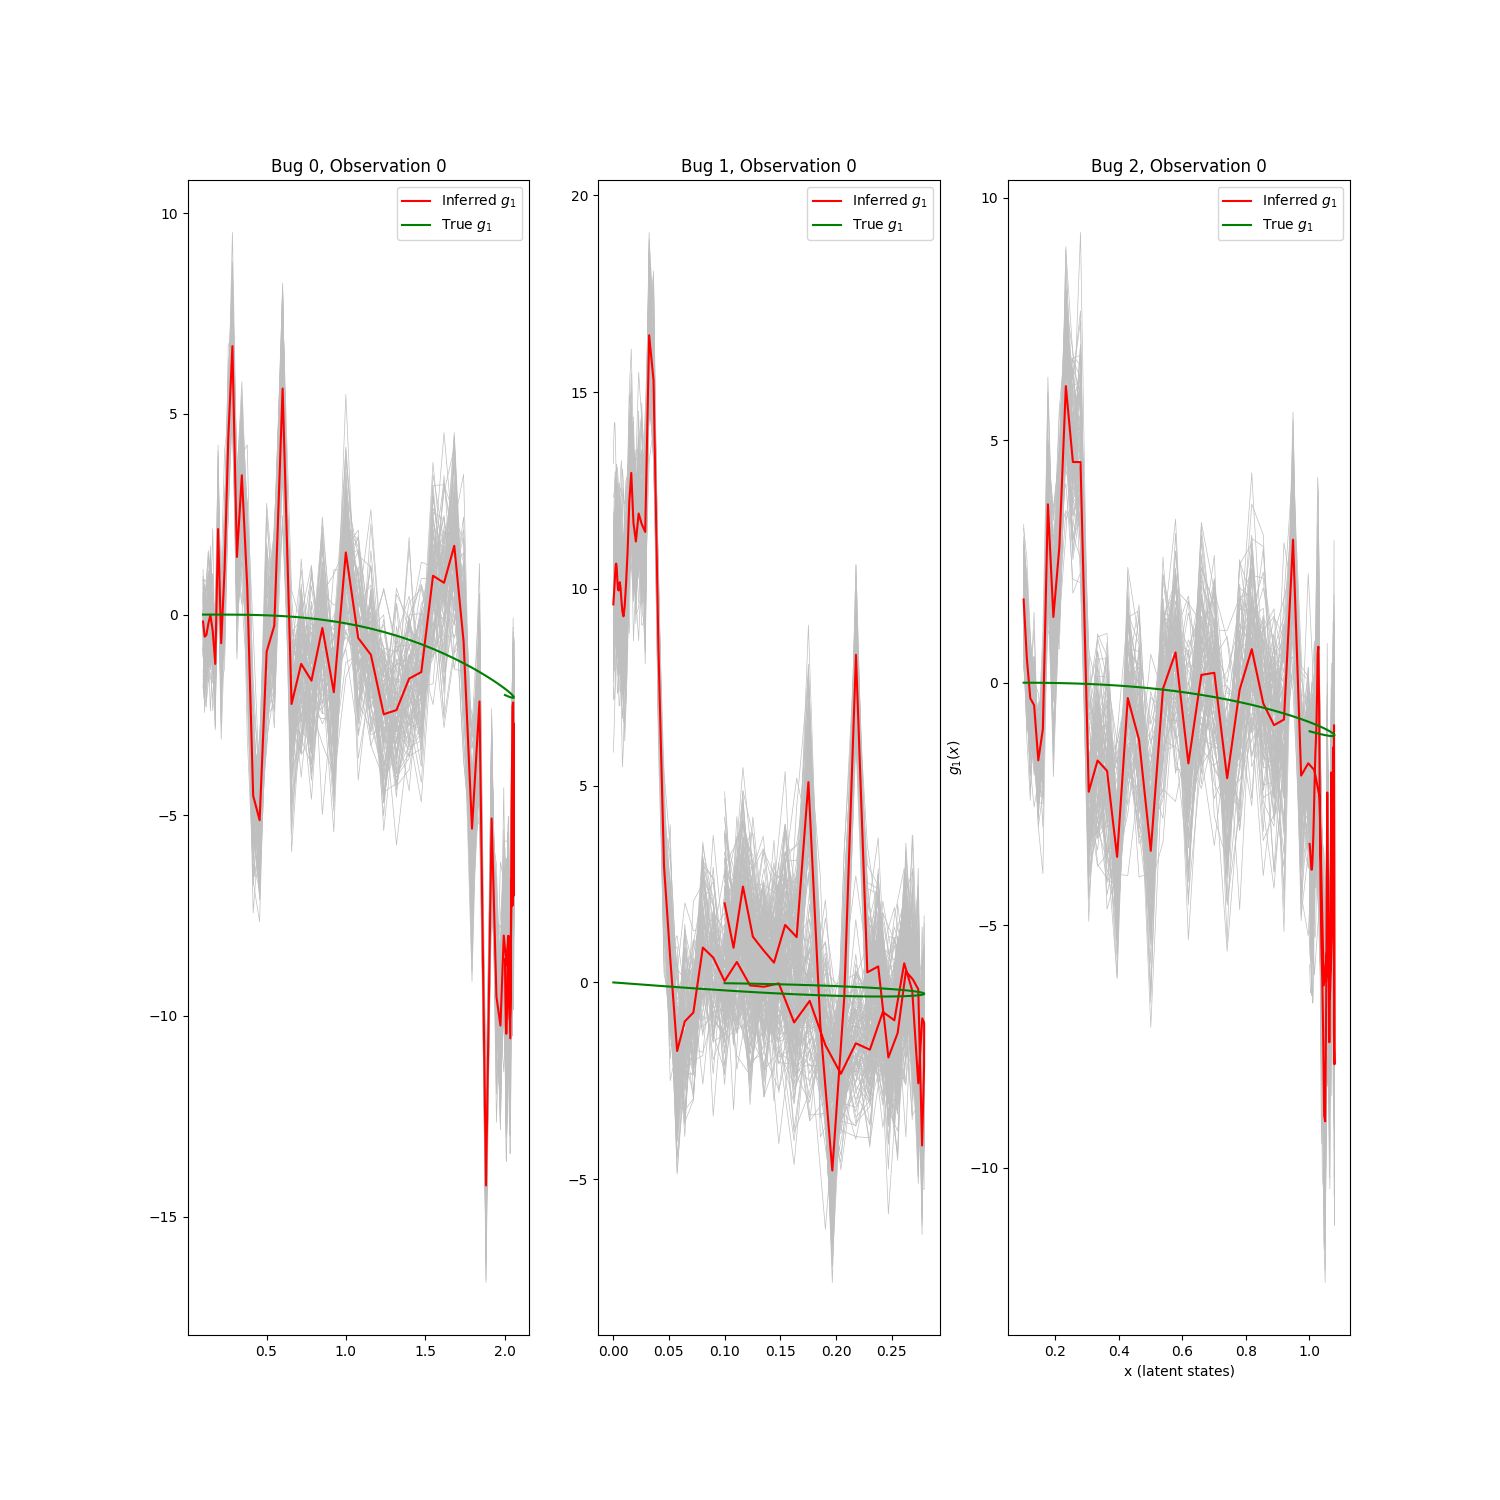 Bug 0, Observation 0
Inferred g₁
True g₁
10
5
0
−5
−10
−15
0.5 1.0 1.5 2.0
Bug 1, Observation 0
Inferred g₁
True g₁
20
15
10
5
0
−5
0.00 0.05 0.10 0.15 0.20 0.25
Bug 2, Observation 0
Inferred g₁
True g₁
g₁(x)
10
5
0
−5
−10
0.2 0.4 0.6 0.8 1.0
x (latent states)